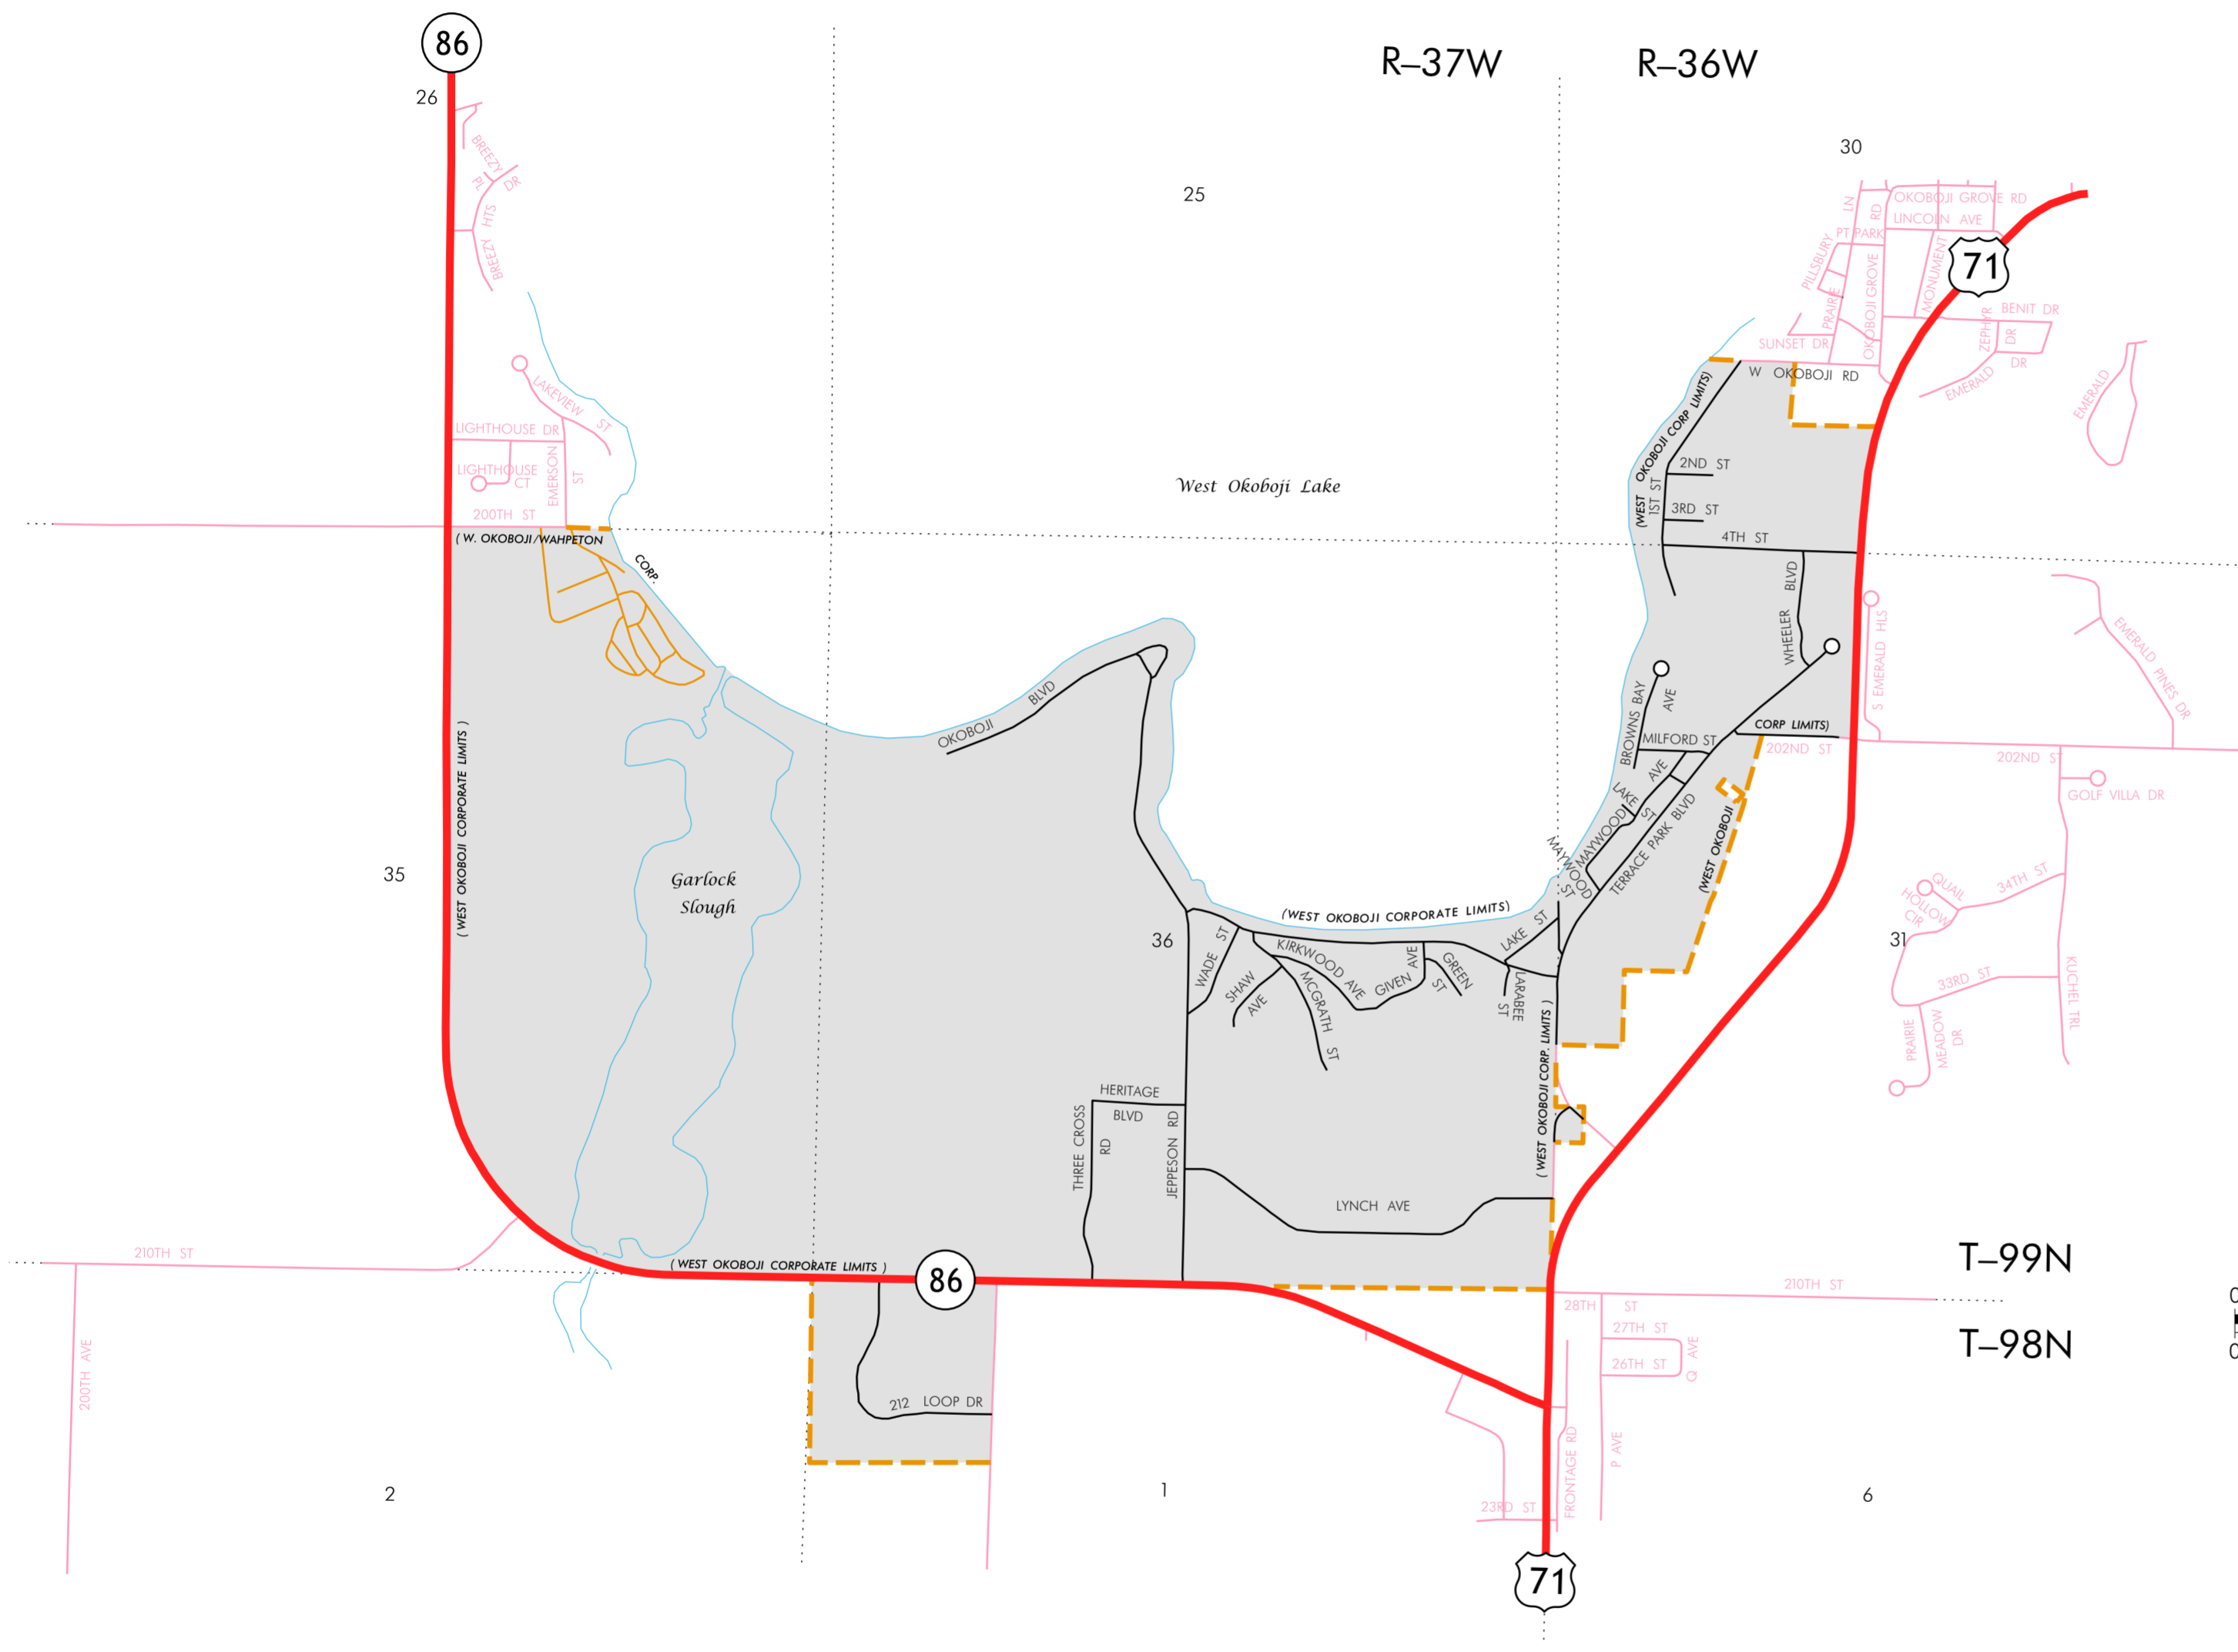 86
R–37W
R–36W
26
30
25
BREEZY
PL
DR
BREEZY HTS
OKOBOJI GROVE RD
LN
RD
LINCOLN AVE
PT PARK
PILLSBURY
PRAIRIE
OKOBOJI GROVE
MONUMENT
71
BENIT DR
ZEPHYR
DR
SUNSET DR
EMERALD
DR
EMERALD
W OKOBOJI RD
LAKEVIEW
ST
LIGHTHOUSE DR
LIGHTHOUSE
CT
EMERSON
ST
200TH ST
( W. OKOBOJI/WAHPETON
CORP.
West Okoboji Lake
(WEST OKOBOJI CORP LIMITS)
2ND ST
1ST ST
3RD ST
4TH ST
WHEELER
BLVD
S EMERALD HLS
EMERALD PINES DR
BROWNS BAY
AVE
OKOBOJI
BLVD
CORP LIMITS)
MILFORD ST
202ND ST
202ND ST
GOLF VILLA DR
LAKE
ST
MAYWOOD
AVE
MAYWOOD
ST
TERRACE PARK BLVD
(WEST OKOBOJI
( WEST OKOBOJI CORPORATE LIMITS )
35
Garlock
Slough
QUAIL
HOLLOW
CIR
34TH ST
(WEST OKOBOJI CORPORATE LIMITS)
36
31
WADE ST
SHAW
AVE
KIRKWOOD AVE
MCGRATH
ST
GIVEN
AVE
GREEN
ST
LAKE ST
LARABEE
ST
33RD ST
KUCHEL TRL
PRAIRIE
MEADOW
DR
( WEST OKOBOJI CORP. LIMITS )
HERITAGE
BLVD
THREE CROSS
RD
JEPPESON RD
LYNCH AVE
210TH ST
( WEST OKOBOJI CORPORATE LIMITS )
86
T–99N
210TH ST
28TH ST
27TH ST
26TH ST
Q AVE
T–98N
0
0
200TH AVE
212 LOOP DR
FRONTAGE RD
P AVE
23RD ST
2
1
6
71